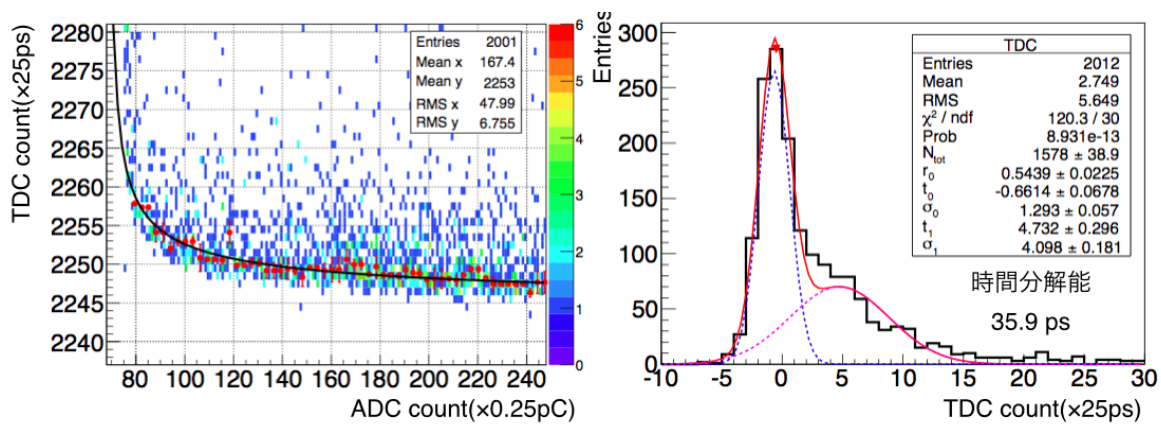 TDC count(×25ps)
2280
2275
2270
2265
2260
2255
2250
2245
2240
Entries 2001
Mean x 167.4
Mean y 2253
RMS x 47.99
RMS y 6.755
6
5
4
3
2
1
0
80 100 120 140 160 180 200 220 240
ADC count(×0.25pC)
Entries
300
250
200
150
100
50
0
TDC
Entries 2012
Mean 2.749
RMS 5.649
χ² / ndf 120.3 / 30
Prob 8.931e-13
Ntot 1578 ± 38.9
r0 0.5439 ± 0.0225
t0 -0.6614 ± 0.0678
σ0 1.293 ± 0.057
t1 4.732 ± 0.296
σ1 4.098 ± 0.181
時間分解能
35.9 ps
-10 -5 0 5 10 15 20 25 30
TDC count(×25ps)